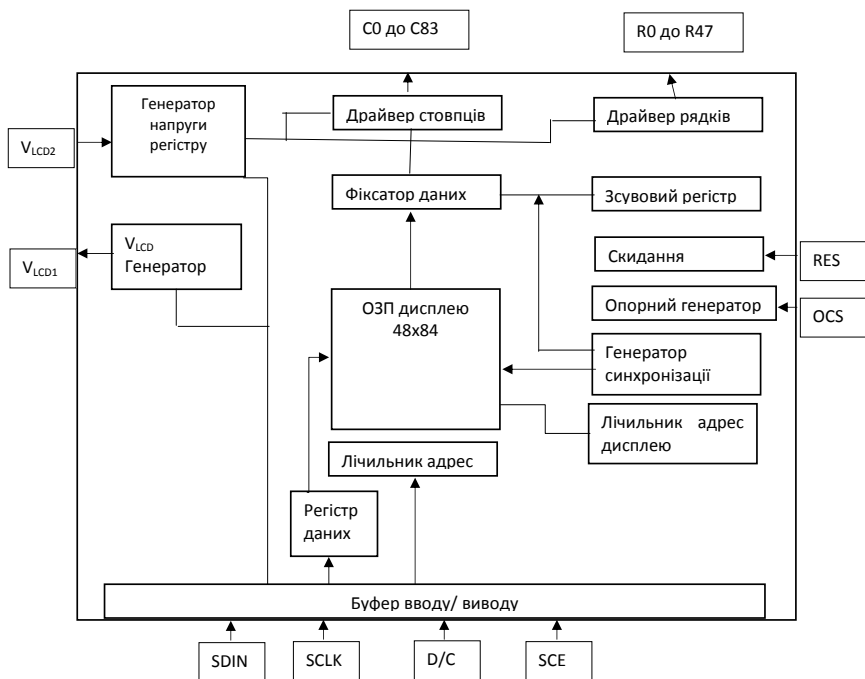 C0 до C83
R0 до R47
Генератор
напруги
регістру
Драйвер стовпців
Драйвер рядків
VLCD2
Фіксатор даних
Зсувовий регістр
VLCD
Генератор
VLCD1
Скидання
RES
ОЗП дисплею
48x84
Опорний генератор
OCS
Генератор
синхронізації
Лічильник адрес
дисплею
Лічильник адрес
Регістр
даних
Буфер вводу/ виводу
SDIN
SCLK
D/C
SCE